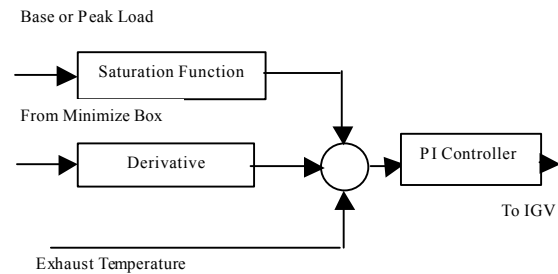 Base or Peak Load
Saturation Function
From Minimize Box
Derivative
PI Controller
To IGV
Exhaust Temperature